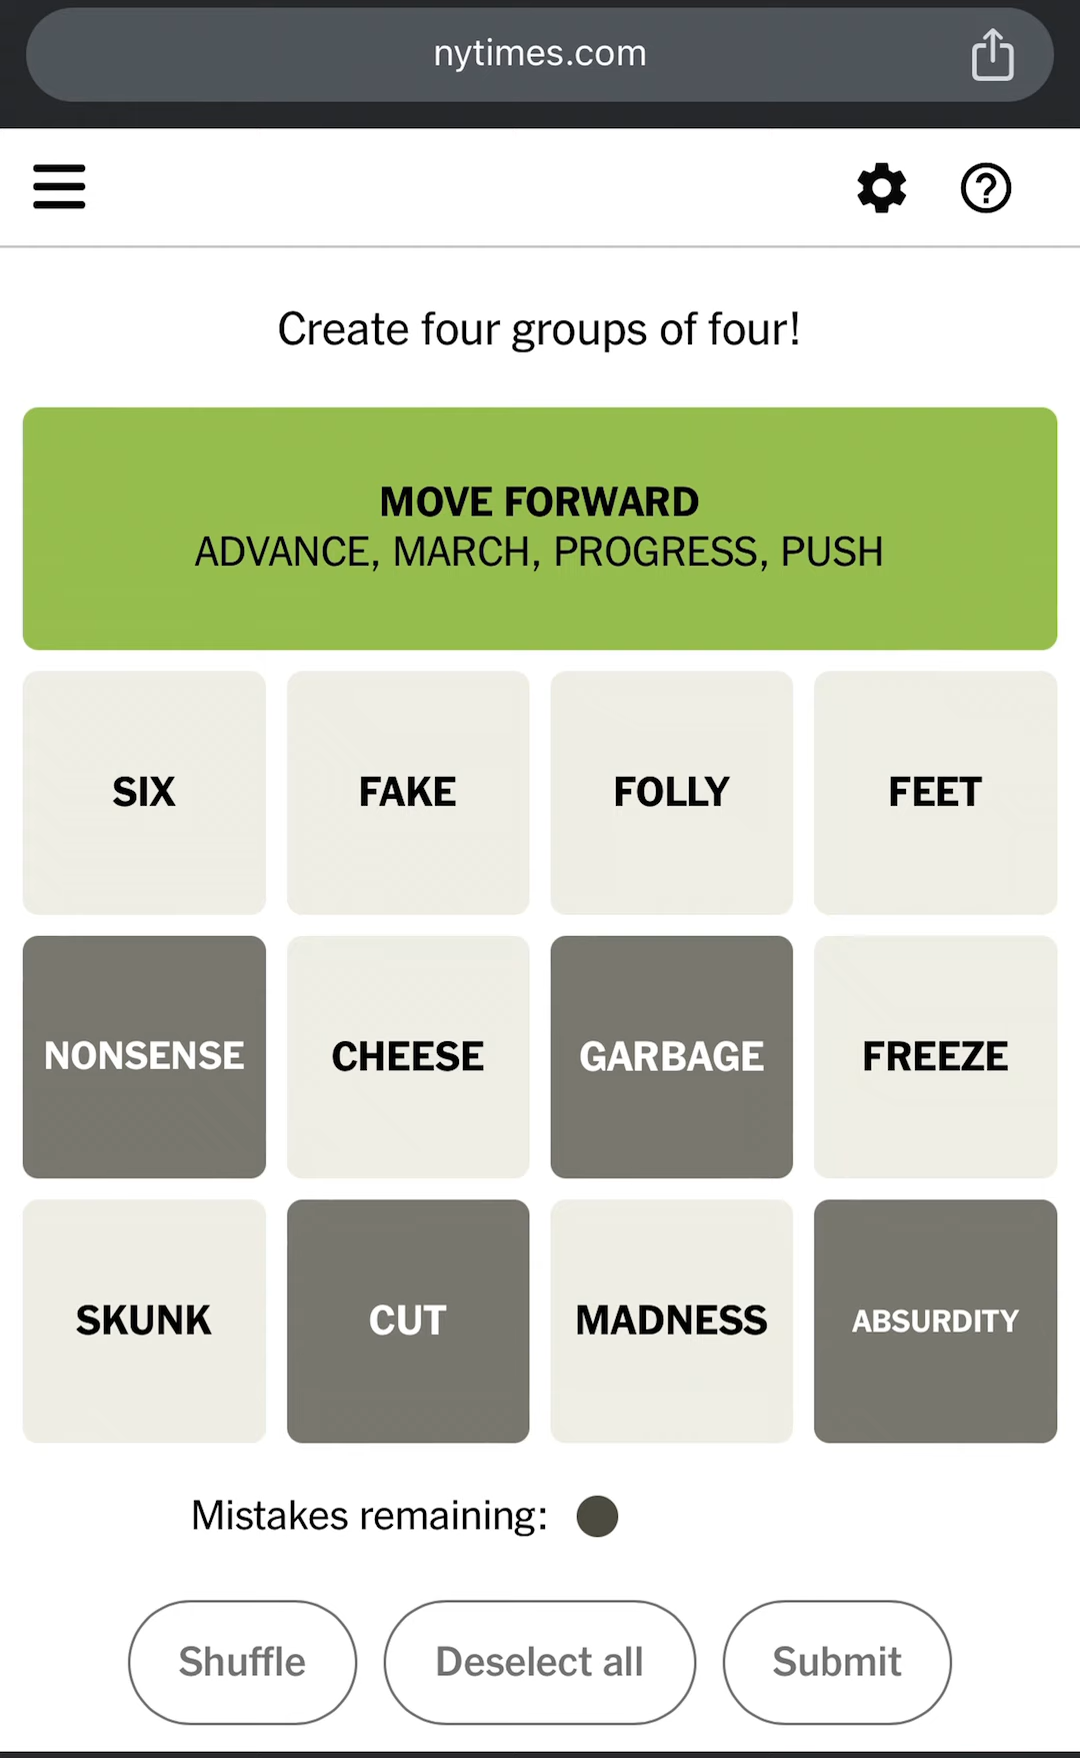 nytimes.com
Create four groups of four!
MOVE FORWARD
ADVANCE, MARCH, PROGRESS, PUSH
SIX FAKE FOLLY FEET
NONSENSE CHEESE GARBAGE FREEZE
SKUNK CUT MADNESS ABSURDITY
Mistakes remaining:
Shuffle Deselect all Submit